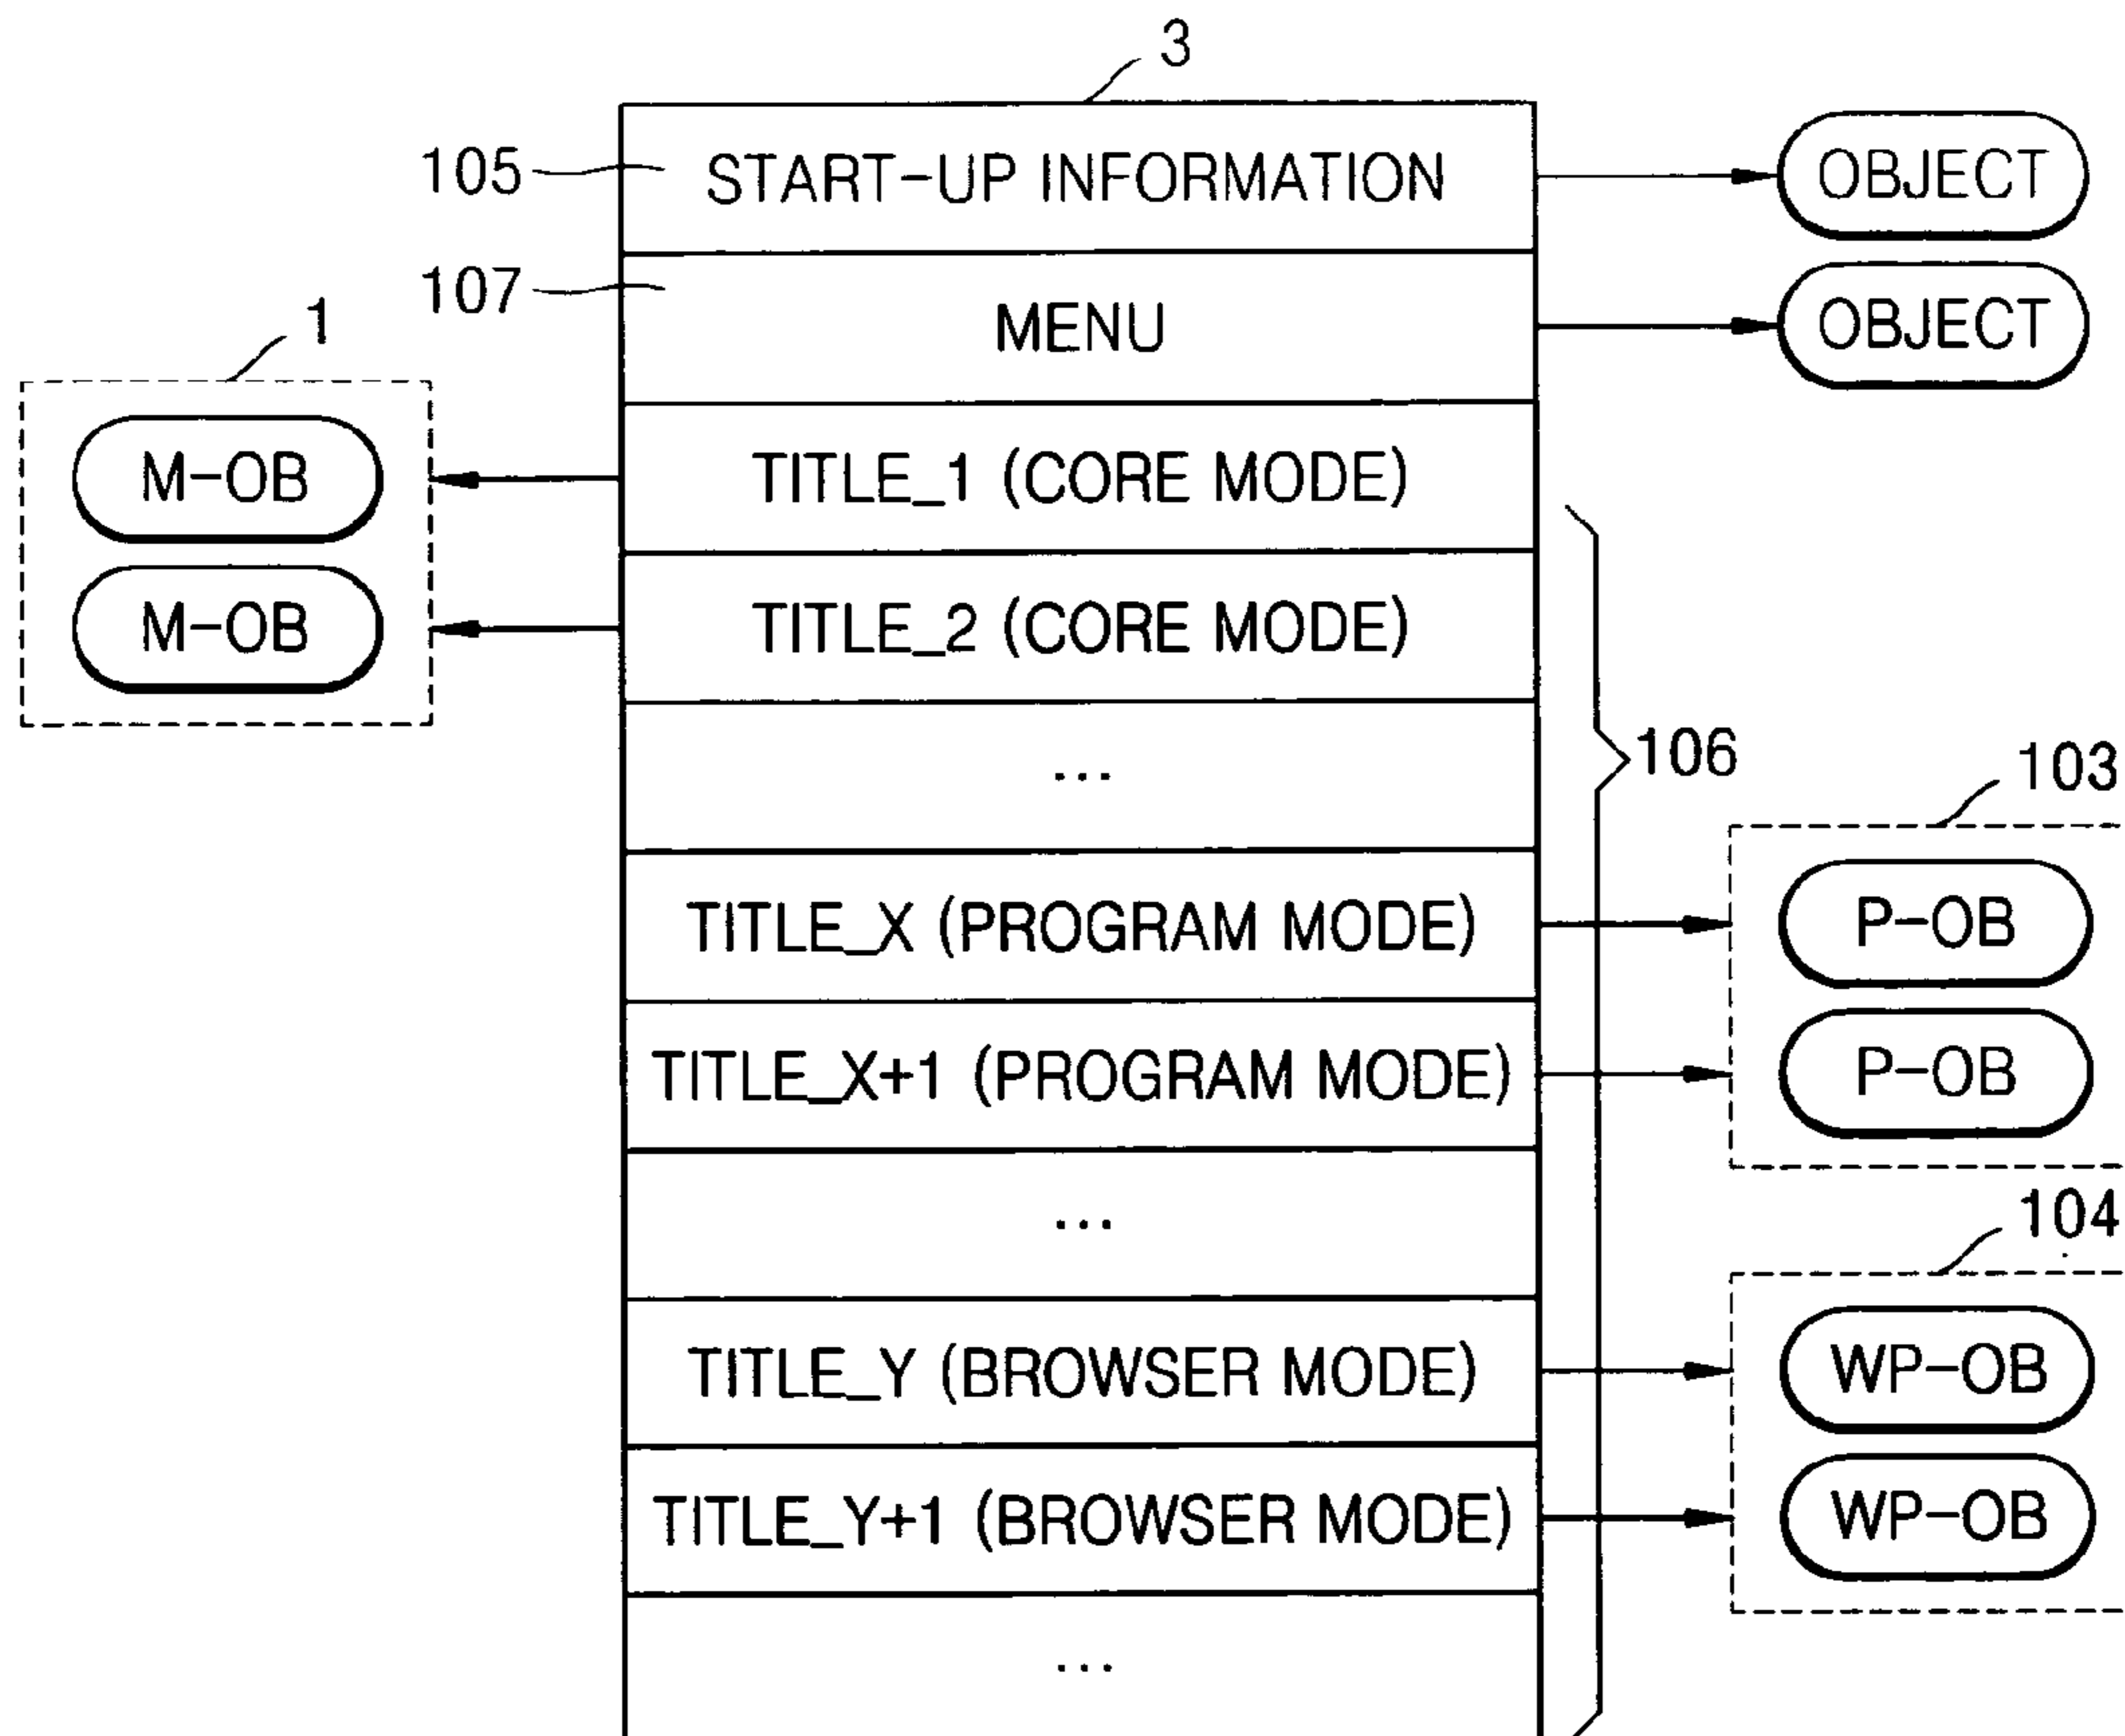 3
105
START-UP INFORMATION
OBJECT
107
MENU
OBJECT
1
M-OB
TITLE_1 (CORE MODE)
M-OB
TITLE_2 (CORE MODE)
...
106
103
TITLE_X (PROGRAM MODE)
P-OB
TITLE_X+1 (PROGRAM MODE)
P-OB
...
104
TITLE_Y (BROWSER MODE)
WP-OB
TITLE_Y+1 (BROWSER MODE)
WP-OB
...